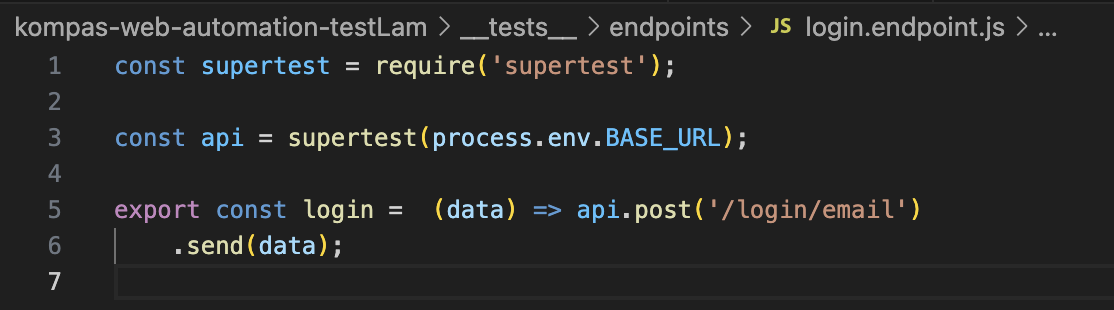 kompas-web-automation-testLam > __tests__ > endpoints > JS login.endpoint.js > ...
1 const supertest = require('supertest');
2
3 const api = supertest(process.env.BASE_URL);
4
5 export const login =  (data) => api.post('/login/email')
6     .send(data);
7